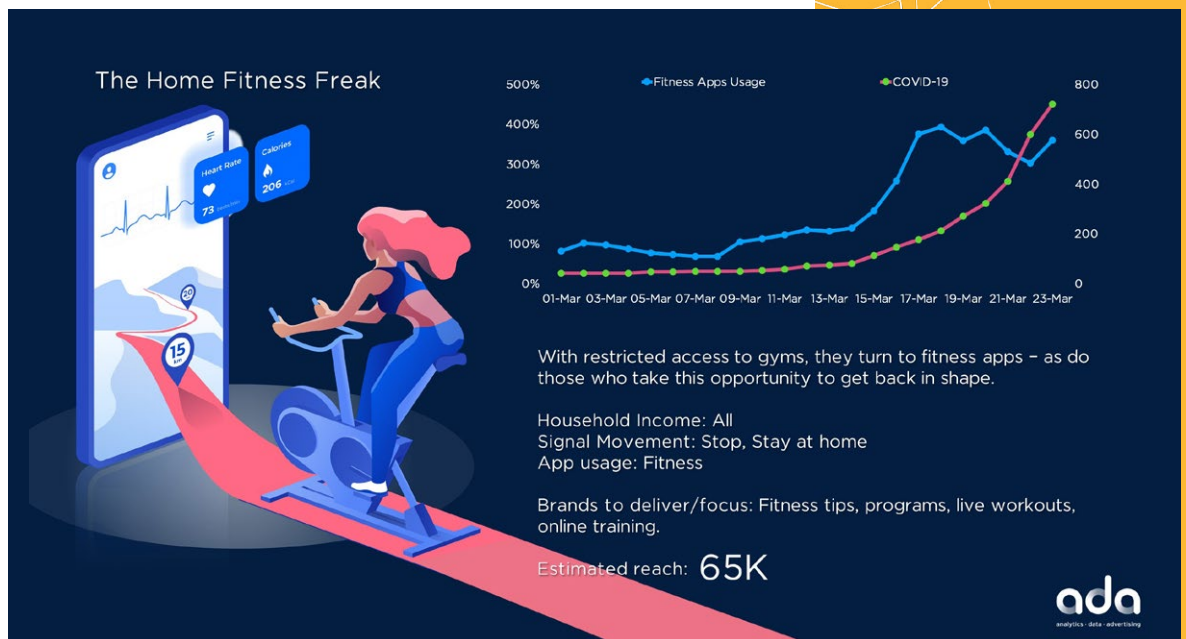 The Home Fitness Freak
Heart Rate
73
Calories
206 kcal
20
15
km
Fitness Apps Usage
COVID-19
500%
400%
300%
200%
100%
0%
800
600
400
200
0
01-Mar 03-Mar 05-Mar 07-Mar 09-Mar 11-Mar 13-Mar 15-Mar 17-Mar 19-Mar 21-Mar 23-Mar
With restricted access to gyms, they turn to fitness apps – as do
those who take this opportunity to get back in shape.
Household Income: All
Signal Movement: Stop, Stay at home
App usage: Fitness
Brands to deliver/focus: Fitness tips, programs, live workouts,
online training.
Estimated reach: 65K
ada
analytics · data · advertising